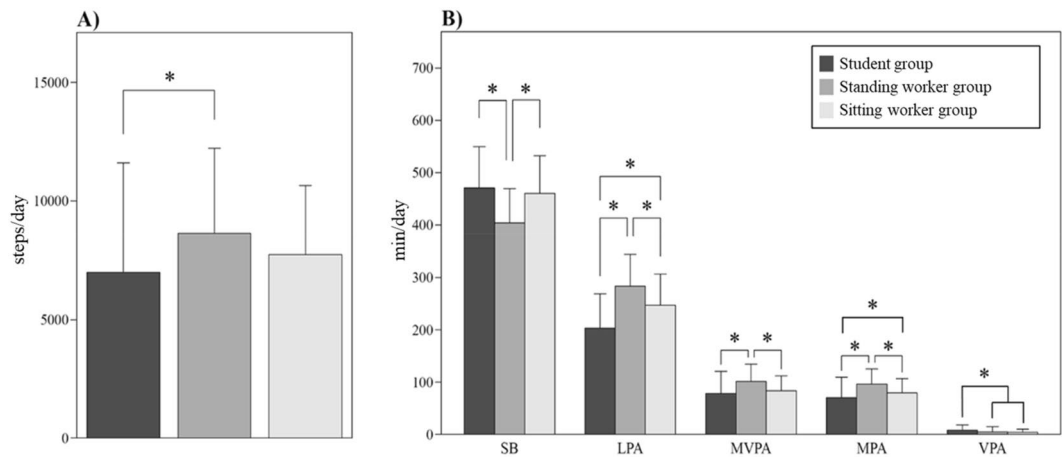 A)
steps/day
15000
10000
5000
0
*
B)
min/day
700
600
500
400
300
200
100
0
Student group
Standing worker group
Sitting worker group
* *
*
* *
* *
*
* *
*
SB LPA MVPA MPA VPA